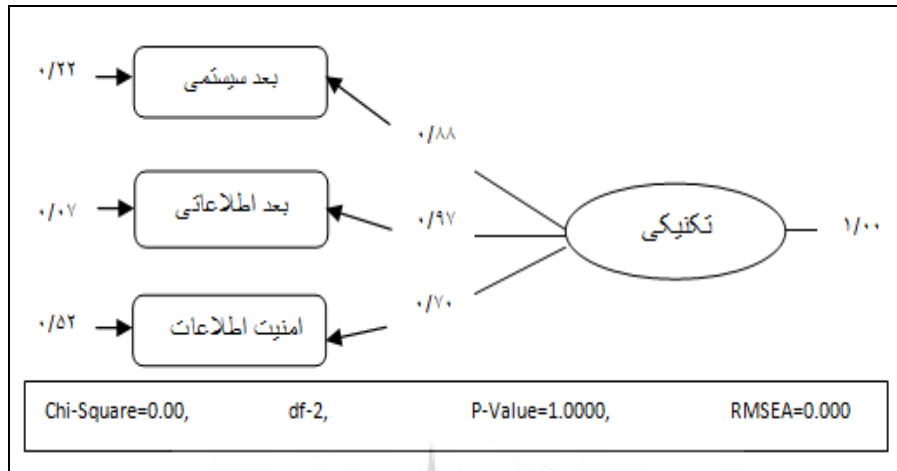 ۰/۲۲
بعد سیستمی
۰/۸۸
۰/۰۷
بعد اطلاعاتی
۰/۹۷
تکنیکی
۱/۰۰
۰/۵۲
امنیت اطلاعات
۰/۷۰
Chi-Square=0.00, df-2, P-Value=1.0000, RMSEA=0.000